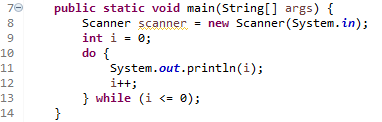 7 public static void main(String[] args) {
8 Scanner scanner = new Scanner(System.in);
9 int i = 0;
10 do {
11 System.out.println(i);
12 i++;
13 } while (i <= 0);
14 }